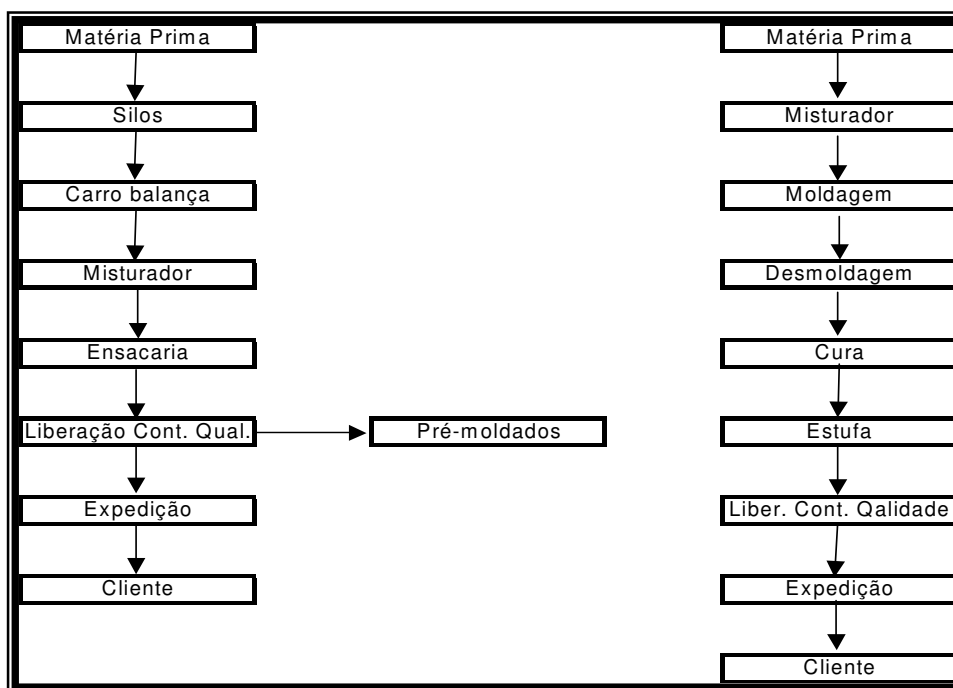 Matéria Prima
Silos
Carro balança
Misturador
Ensacaria
Liberação Cont. Qual.
Pré-moldados
Expedição
Cliente
Matéria Prima
Misturador
Moldagem
Desmoldagem
Cura
Estufa
Liber. Cont. Qalidade
Expedição
Cliente